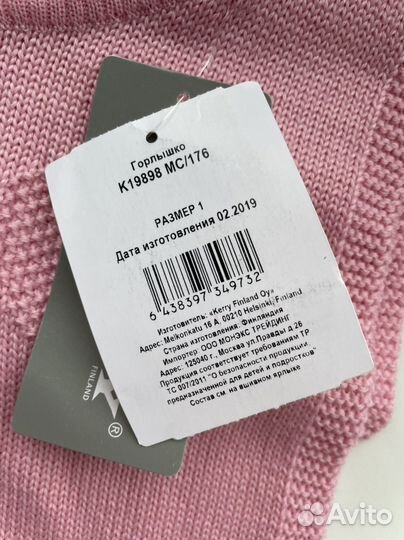 Горлышко
K19898 MC/176
РАЗМЕР 1
Дата изготовления 02.2019
6 438397 349732
Изготовитель: «Kerry Finland Oy»
Адрес: Melkonkatu 16 A, 00210 Helsinki, Finland
Страна изготовления: Финляндия
Импортер: ООО МОНЭКС ТРЕЙДИНГ
Адрес: 125040 г. Москва ул.Правды д.26
Продукция соответствует требованиям ТР
ТС 007/2011 "О безопасности продукции,
предназначенной для детей и подростков".
Состав см. на вшивном ярлыке
®
FINLAND
Avito